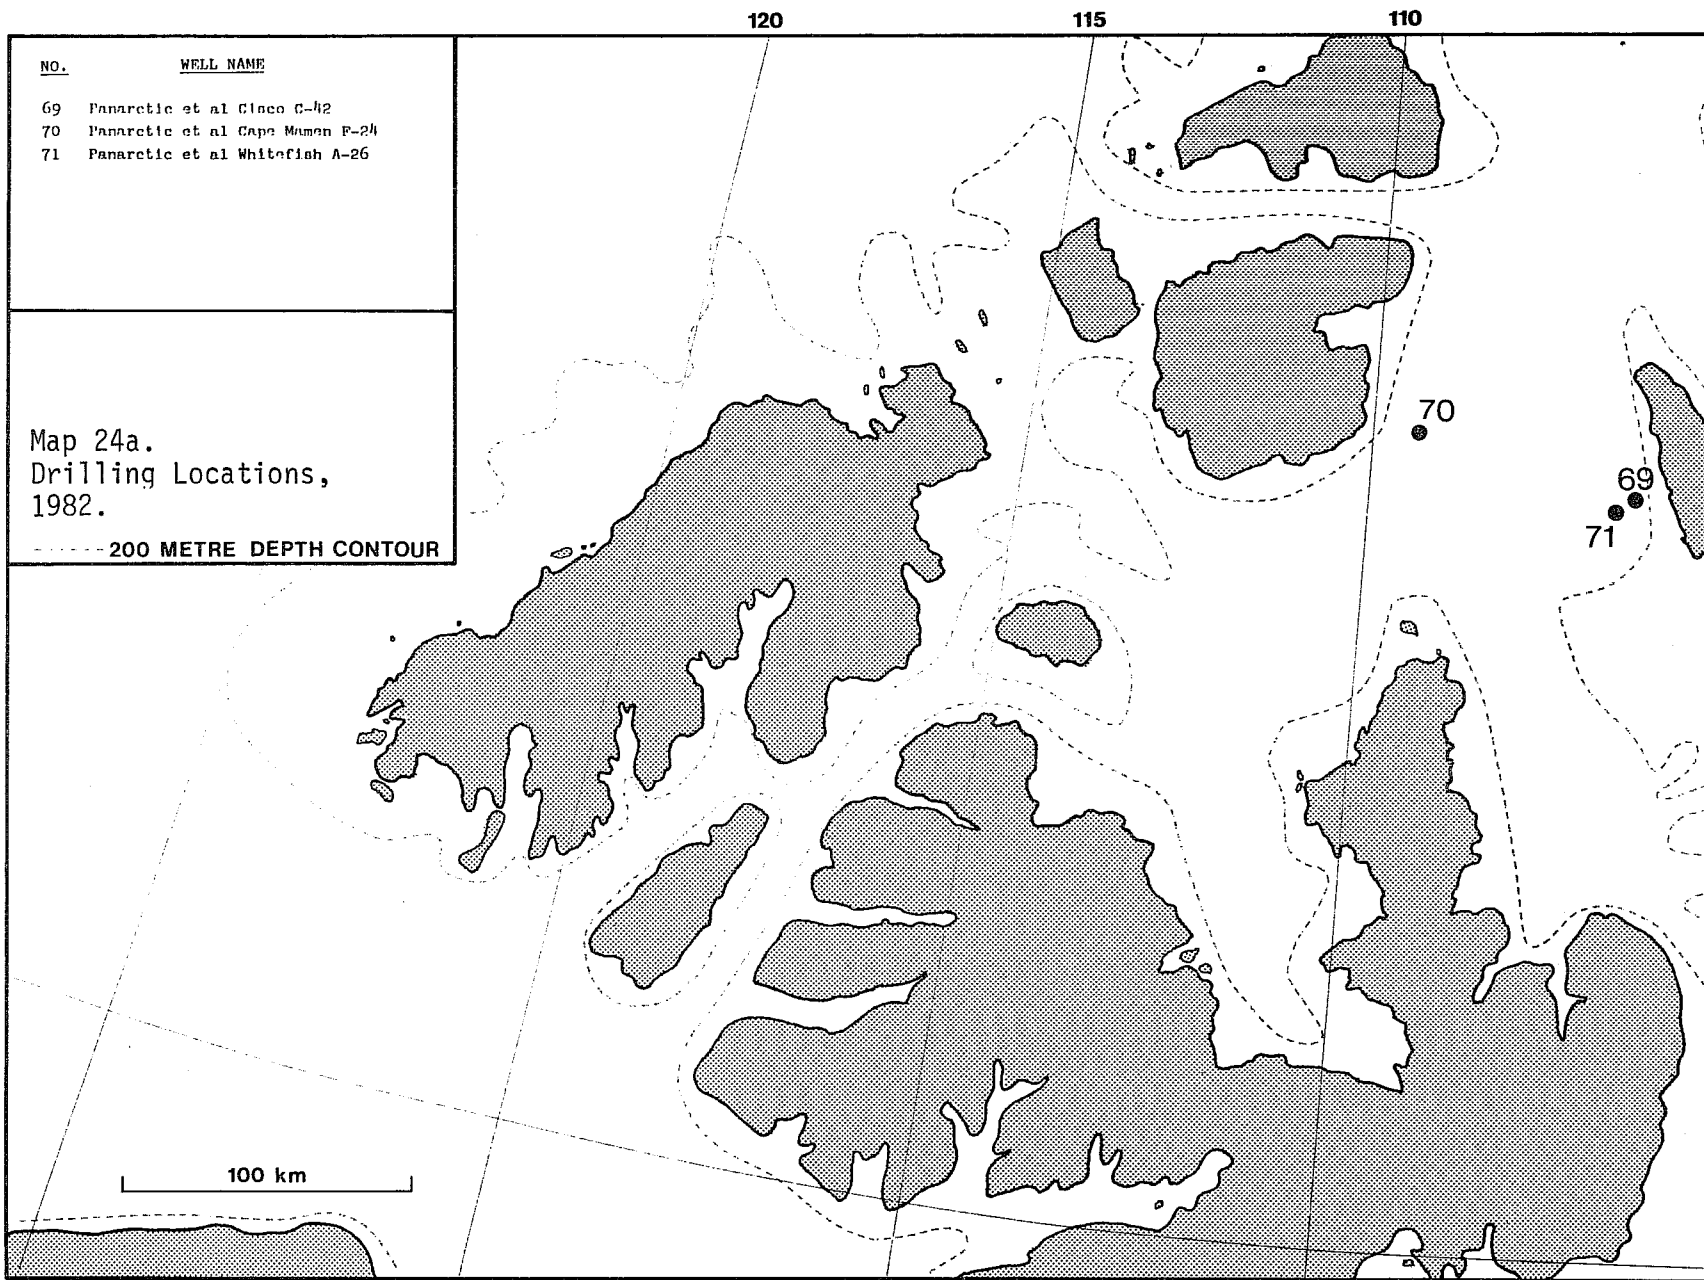 120 115 110
NO. WELL NAME
69 Panarctic et al Cisco C-42
70 Panarctic et al Cape Mamen F-24
71 Panarctic et al Whitefish A-26
Map 24a.
Drilling Locations,
1982.
200 METRE DEPTH CONTOUR
70
69
71
100 km